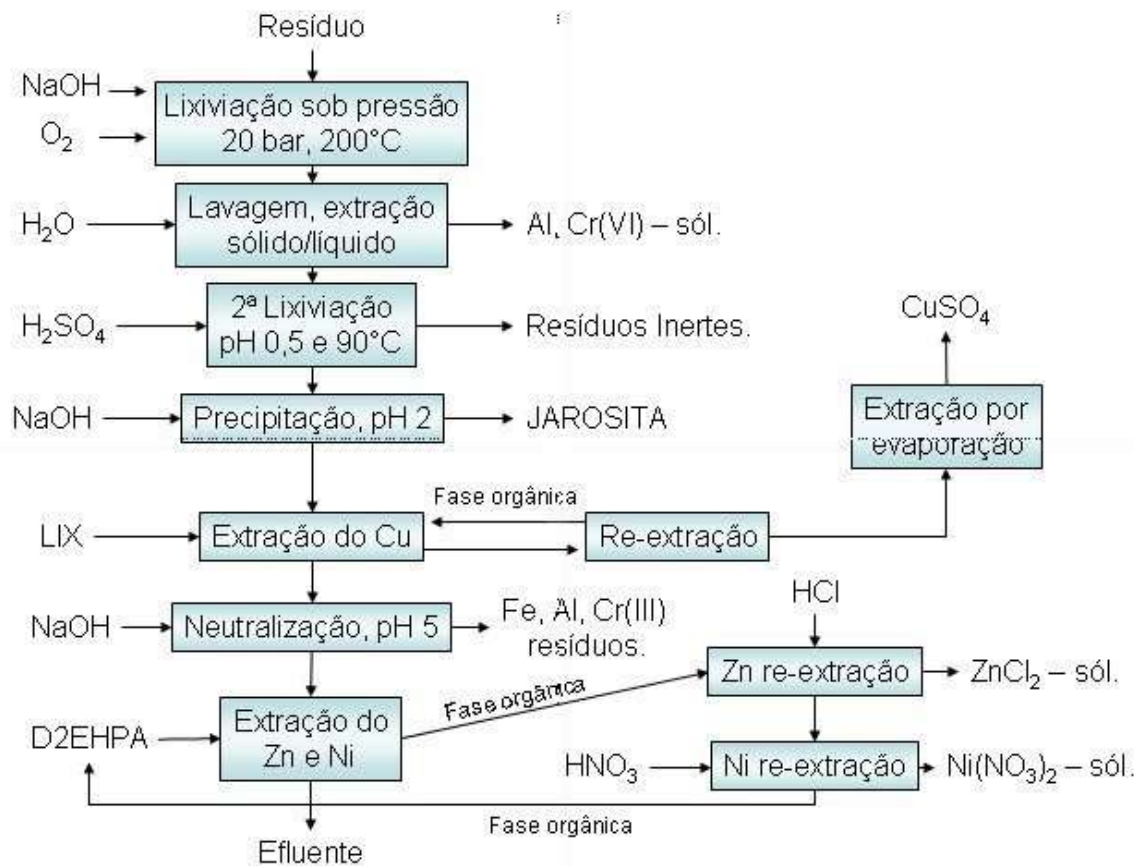 Resíduo
NaOH
O₂
Lixiviação sob pressão
20 bar, 200°C
H₂O
Lavagem, extração
sólido/líquido
Al, Cr(VI) – sól.
H₂SO₄
2ª Lixiviação
pH 0,5 e 90°C
Resíduos Inertes.
CuSO₄
NaOH
Precipitação, pH 2
JAROSITA
Extração por
evaporação
Fase orgânica
LIX
Extração do Cu
Re-extração
HCl
NaOH
Neutralização, pH 5
Fe, Al, Cr(III)
resíduos.
Zn re-extração
ZnCl₂ – sól.
Fase orgânica
D2EHPA
Extração do
Zn e Ni
HNO₃
Ni re-extração
Ni(NO₃)₂ – sól.
Fase orgânica
Efluente